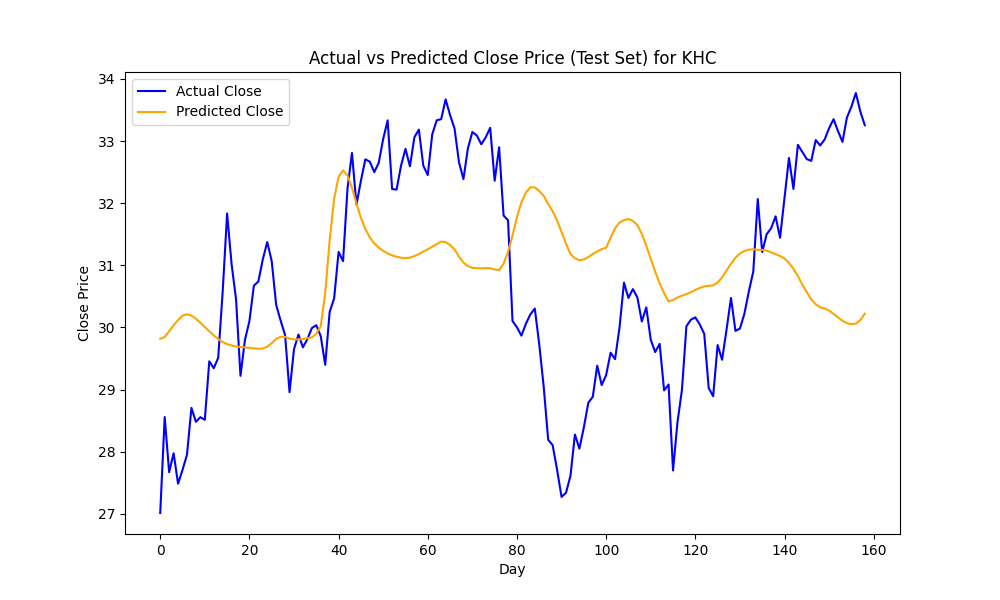 Actual vs Predicted Close Price (Test Set) for KHC
Actual Close
Predicted Close
Close Price
34
33
32
31
30
29
28
27
0 20 40 60 80 100 120 140 160
Day